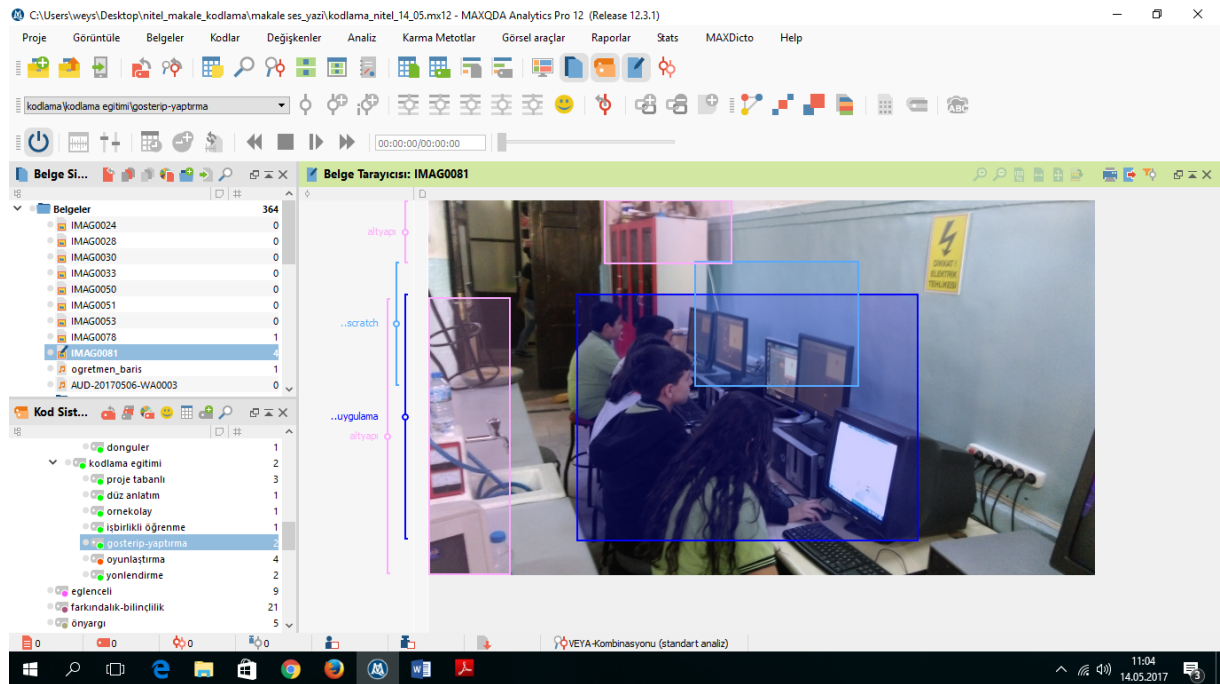 C:\Users\weys\Desktop\nitel_makale_kodlama\makale ses_yazi\kodlama_nitel_14_05.mx12 - MAXQDA Analytics Pro 12 (Release 12.3.1)
Proje Görüntüle Belgeler Kodlar Değişkenler Analiz Karma Metotlar Görsel araçlar Raporlar Stats MAXDicto Help
kodlama\kodlama egitimi\gosterip-yaptırma
ABC
00:00:00/00:00:00
Belge Si...
Belge Tarayıcısı: IMAG0081
#
Belgeler 364
IMAG0024 0
IMAG0028 0
IMAG0030 0
IMAG0033 0
IMAG0050 0
IMAG0051 0
IMAG0053 0
IMAG0078 1
IMAG0081 4
ogretmen_baris 1
AUD-20170506-WA0003 0
Kod Sist...
#
donguler 1
kodlama egitimi 2
proje tabanlı 3
düz anlatım 1
ornekolay 1
işbirlikli öğrenme 1
gosterip-yaptırma 2
oyunlaştırma 4
yonlendirme 2
eglenceli 9
farkındalık-bilinçlilik 21
önyargı 5
altyapı
..scratch
..uygulama
altyapı
DİKKAT !
ELEKTRİK
TEHLİKESİ
0 0 0 0
VEYA-Kombinasyonu (standart analiz)
11:04
14.05.2017
3